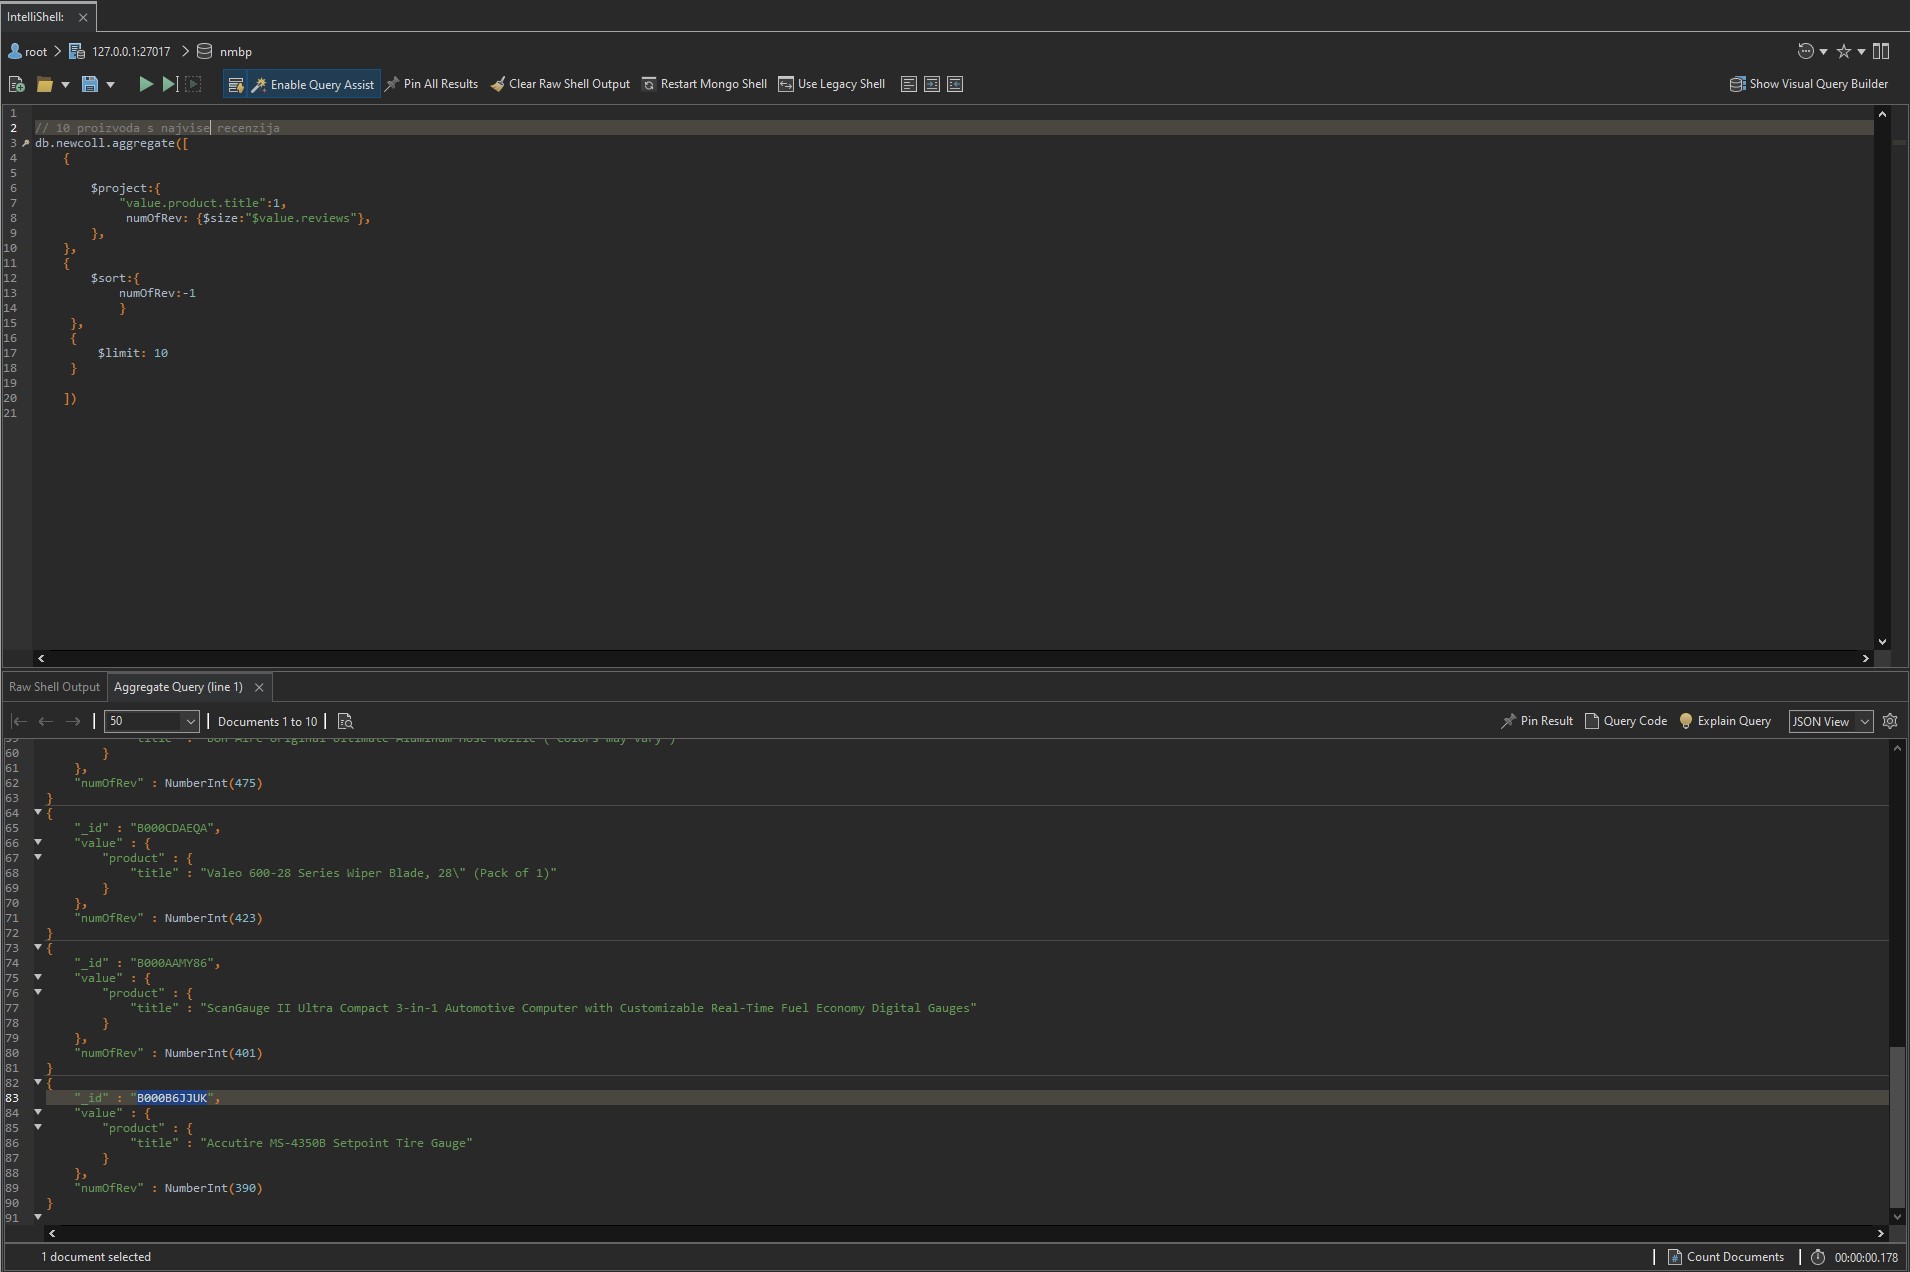 IntelliShell:
root 127.0.0.1:27017 nmbp
Enable Query Assist Pin All Results Clear Raw Shell Output Restart Mongo Shell Use Legacy Shell Show Visual Query Builder
1
2 // 10 proizvoda s najvise recenzija
3 db.newcoll.aggregate([
4 {
5
6 $project:{
7 "value.product.title":1,
8 numOfRev: {$size:"$value.reviews"},
9 },
10 },
11 {
12 $sort:{
13 numOfRev:-1
14 }
15 },
16 {
17 $limit: 10
18 }
19
20 ])
21
Raw Shell Output Aggregate Query (line 1)
50 Documents 1 to 10 Pin Result Query Code Explain Query JSON View
59 "title" : "Bon Aire Original Ultimate Aluminum Hose Nozzle ( Colors may vary )"
60 }
61 },
62 "numOfRev" : NumberInt(475)
63 }
64 {
65 "_id" : "B000CDAEQA",
66 "value" : {
67 "product" : {
68 "title" : "Valeo 600-28 Series Wiper Blade, 28\" (Pack of 1)"
69 }
70 },
71 "numOfRev" : NumberInt(423)
72 }
73 {
74 "_id" : "B000AAMY86",
75 "value" : {
76 "product" : {
77 "title" : "ScanGauge II Ultra Compact 3-in-1 Automotive Computer with Customizable Real-Time Fuel Economy Digital Gauges"
78 }
79 },
80 "numOfRev" : NumberInt(401)
81 }
82 {
83 "_id" : "B000B6JJUK",
84 "value" : {
85 "product" : {
86 "title" : "Accutire MS-4350B Setpoint Tire Gauge"
87 }
88 },
89 "numOfRev" : NumberInt(390)
90 }
91
1 document selected Count Documents 00:00:00.178